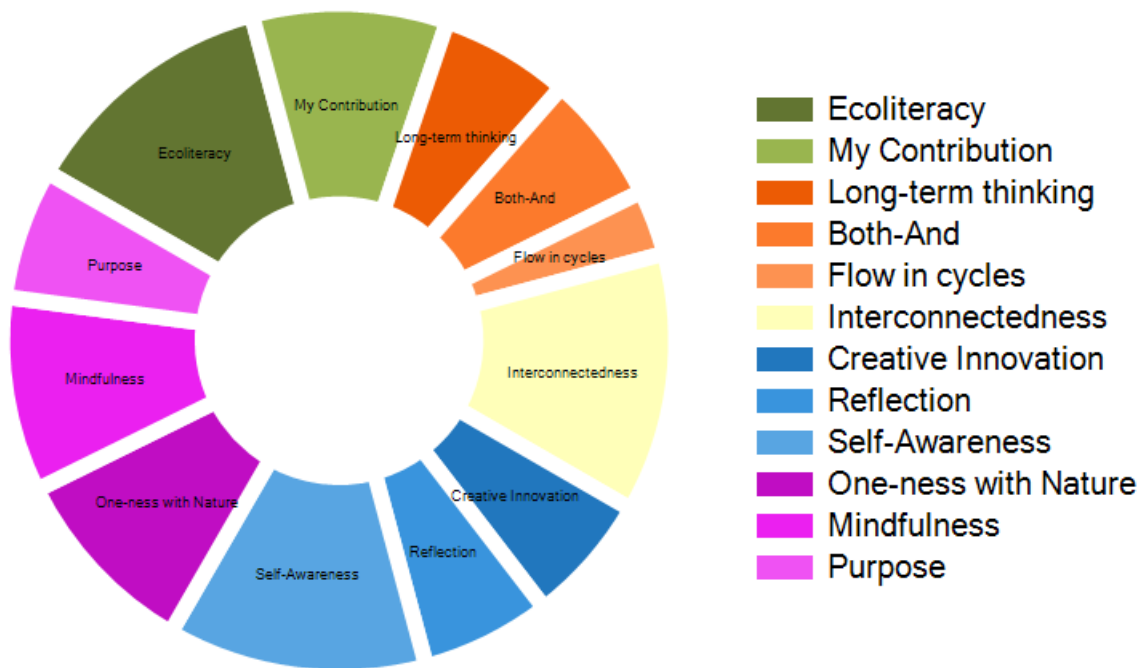 My Contribution
Long-term thinking
Ecoliteracy
Both-And
Flow in cycles
Purpose
Interconnectedness
Mindfulness
Creative Innovation
One-ness with Nature
Reflection
Self-Awareness
Ecoliteracy
My Contribution
Long-term thinking
Both-And
Flow in cycles
Interconnectedness
Creative Innovation
Reflection
Self-Awareness
One-ness with Nature
Mindfulness
Purpose